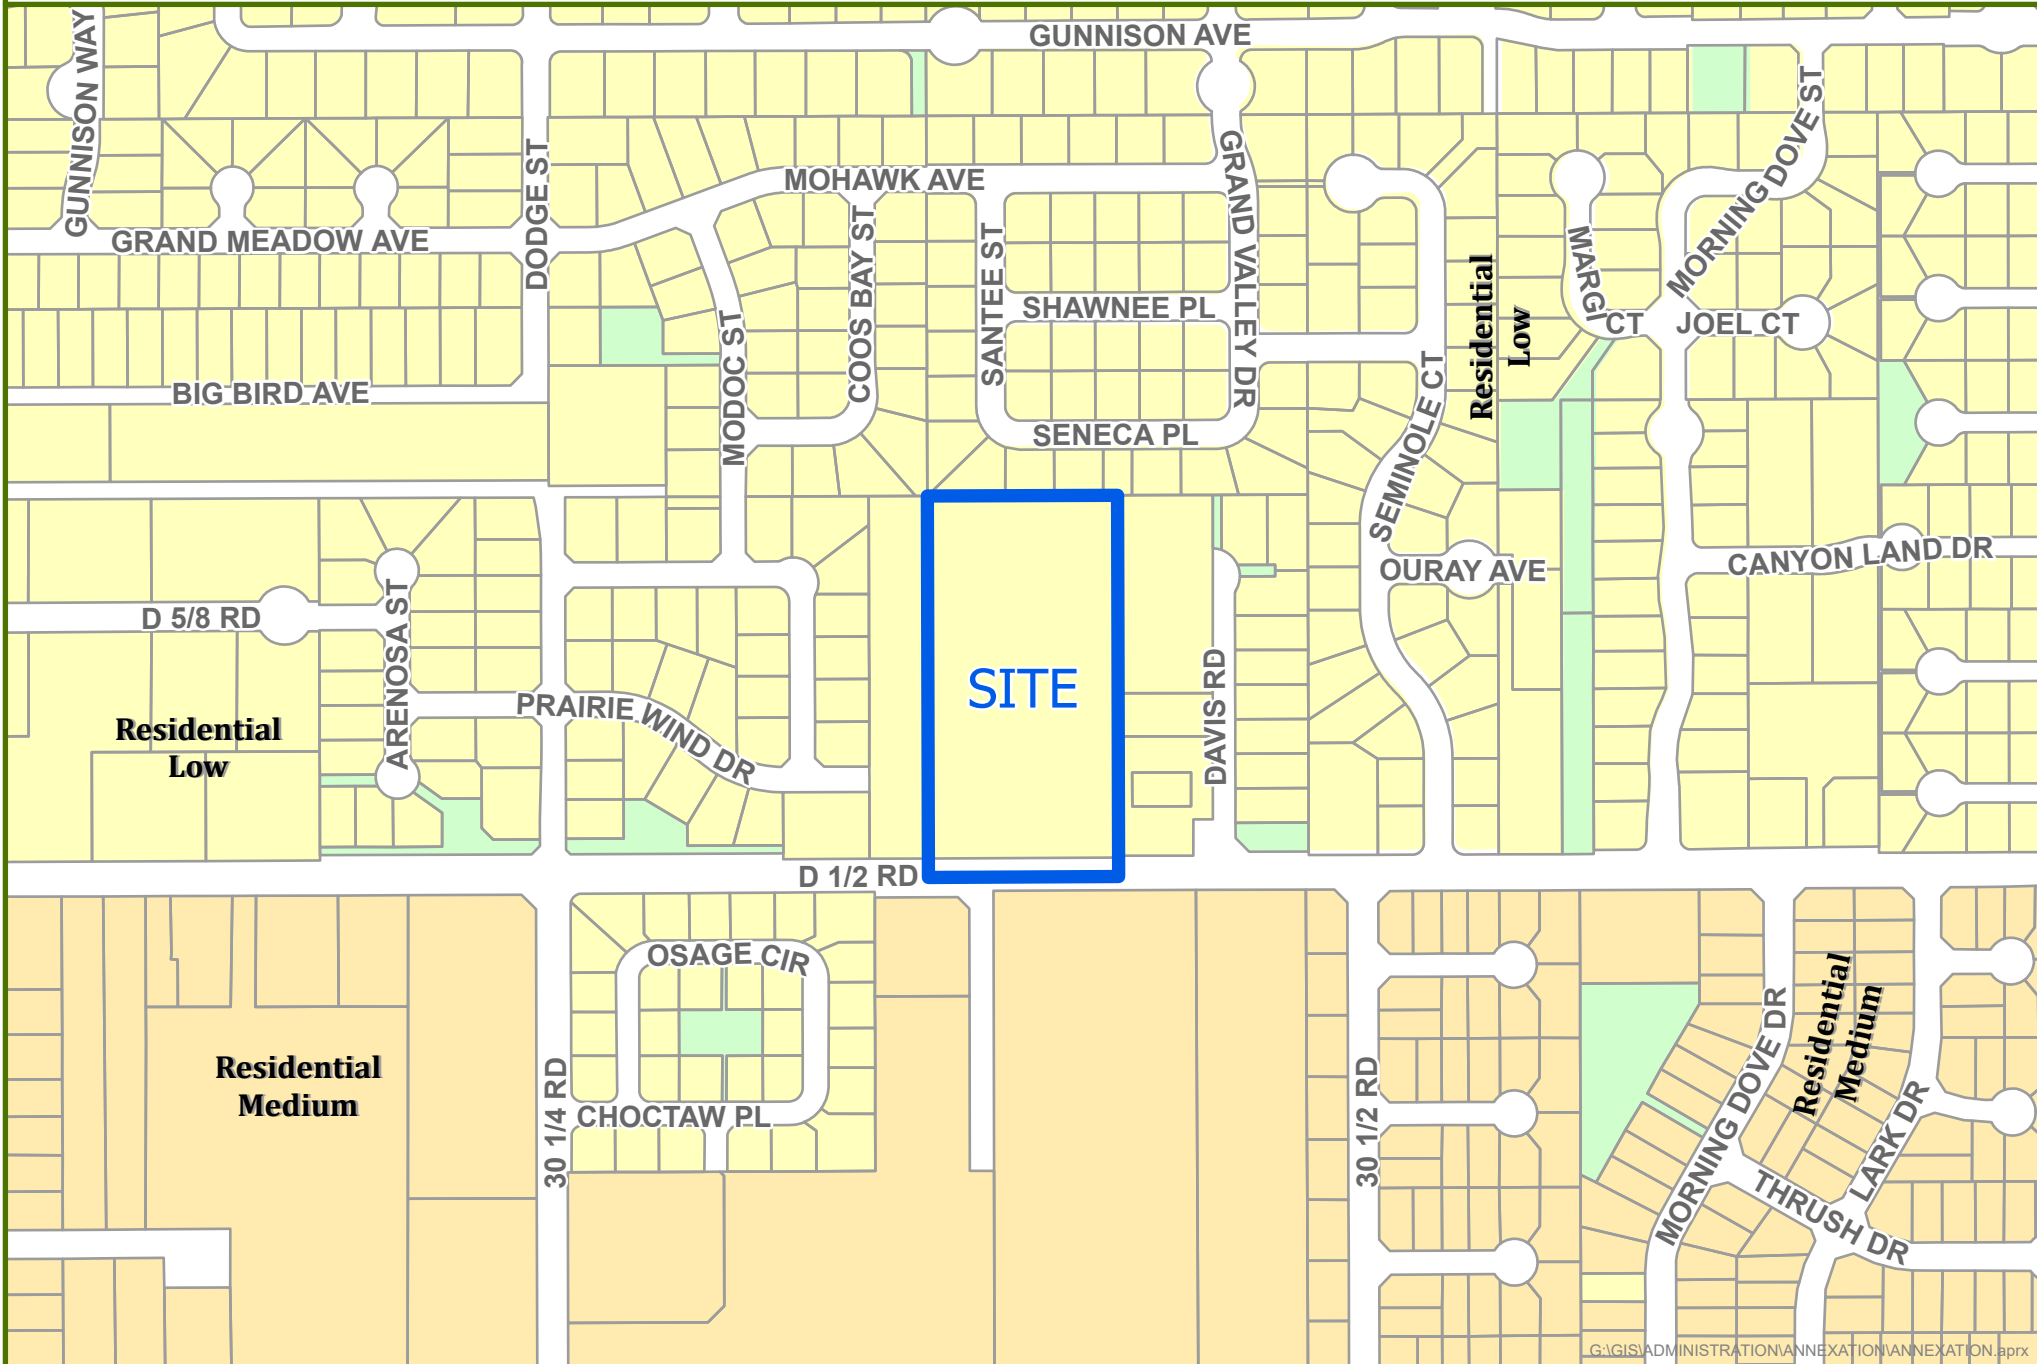 GUNNISON AVE
GUNNISON WAY
DODGE ST
MOHAWK AVE
GRAND MEADOW AVE
GRAND VALLEY DR
MORNING DOVE ST
MARGI CT
JOEL CT
COOS BAY ST
SANTEE ST
SHAWNEE PL
MODOC ST
Residential
Low
BIG BIRD AVE
SENECA PL
SEMINOLE CT
OURAY AVE
CANYON LAND DR
D 5/8 RD
ARENOSA ST
PRAIRIE WIND DR
SITE
DAVIS RD
Residential
Low
D 1/2 RD
OSAGE CIR
CHOCTAW PL
30 1/4 RD
30 1/2 RD
Residential
Medium
MORNING DOVE DR
Residential
Medium
LARK DR
THRUSH DR
G:\GIS\ADMINISTRATION\ANNEXATION\ANNEXATION.aprx